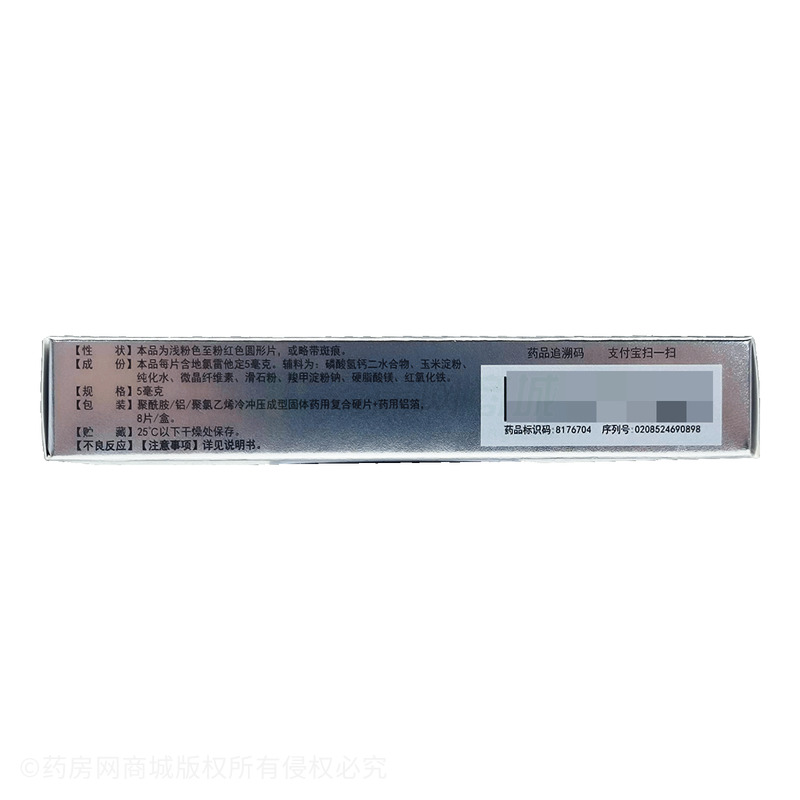 【性 状】本品为浅粉色至粉红色圆形片，或略带斑痕。
【成 份】本品每片含地氯雷他定5毫克。辅料为：磷酸氢钙二水合物、玉米淀粉、
纯化水、微晶纤维素、滑石粉、羧甲淀粉钠、硬脂酸镁、红氧化铁。
【规 格】5毫克
【包 装】聚酰胺/铝/聚氯乙烯冷冲压成型固体药用复合硬片+药用铝箔，
8片/盒。
【贮 藏】25℃以下干燥处保存。
【不良反应】【注意事项】详见说明书。
药品追溯码 支付宝扫一扫
药品标识码:8176704 序列号:0208524690898
©药房网商城版权所有侵权必究